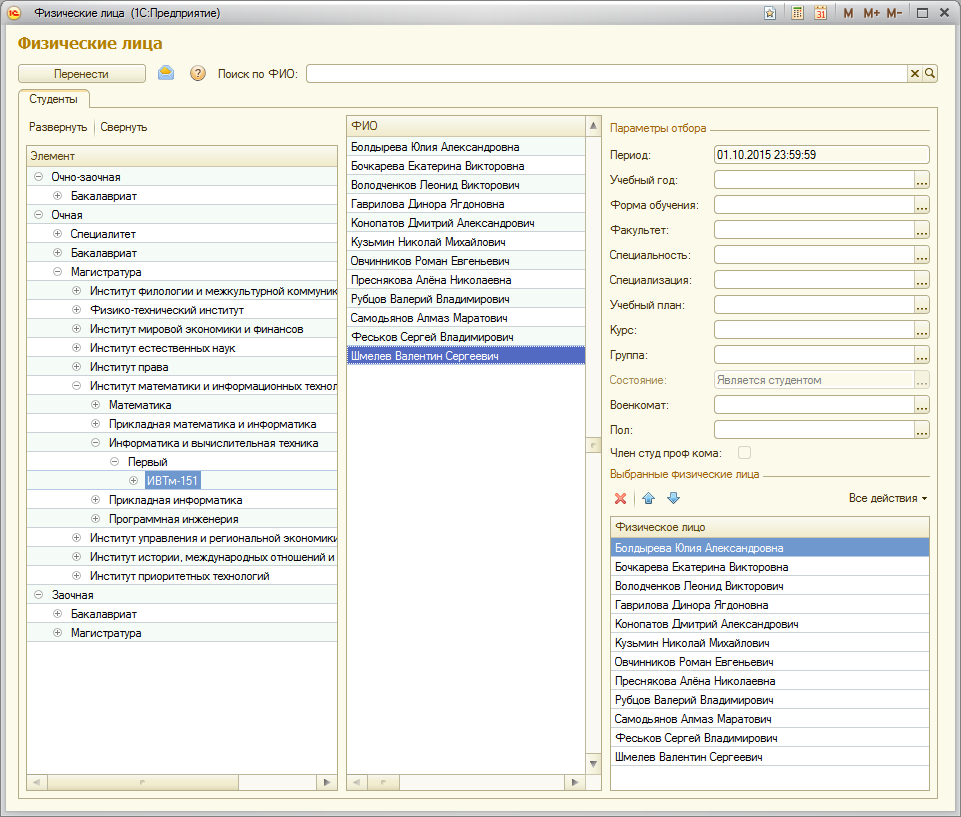 Физические лица (1С:Предприятие)
31 M M+ M-
Физические лица
Перенести ? Поиск по ФИО:
Студенты
Развернуть Свернуть
Элемент
Очно-заочная
Бакалавриат
Очная
Специалитет
Бакалавриат
Магистратура
Институт филологии и межкультурной коммуник
Физико-технический институт
Институт мировой экономики и финансов
Институт естественных наук
Институт права
Институт математики и информационных технол
Математика
Прикладная математика и информатика
Информатика и вычислительная техника
Первый
ИВТм-151
Прикладная информатика
Программная инженерия
Институт управления и региональной экономики
Институт истории, международных отношений и
Институт приоритетных технологий
Заочная
Бакалавриат
Магистратура
ФИО
Болдырева Юлия Александровна
Бочкарева Екатерина Викторовна
Володченков Леонид Викторович
Гаврилова Динора Ягдоновна
Конопатов Дмитрий Александрович
Кузьмин Николай Михайлович
Овчинников Роман Евгеньевич
Преснякова Алёна Николаевна
Рубцов Валерий Владимирович
Самодьянов Алмаз Маратович
Феськов Сергей Владимирович
Шмелев Валентин Сергеевич
Параметры отбора
Период: 01.10.2015 23:59:59
Учебный год: ...
Форма обучения: ...
Факультет: ...
Специальность: ...
Специализация: ...
Учебный план: ...
Курс: ...
Группа: ...
Состояние: Является студентом ...
Военкомат: ...
Пол: ...
Член студ проф кома:
Выбранные физические лица
Все действия
Физическое лицо
Болдырева Юлия Александровна
Бочкарева Екатерина Викторовна
Володченков Леонид Викторович
Гаврилова Динора Ягдоновна
Конопатов Дмитрий Александрович
Кузьмин Николай Михайлович
Овчинников Роман Евгеньевич
Преснякова Алёна Николаевна
Рубцов Валерий Владимирович
Самодьянов Алмаз Маратович
Феськов Сергей Владимирович
Шмелев Валентин Сергеевич